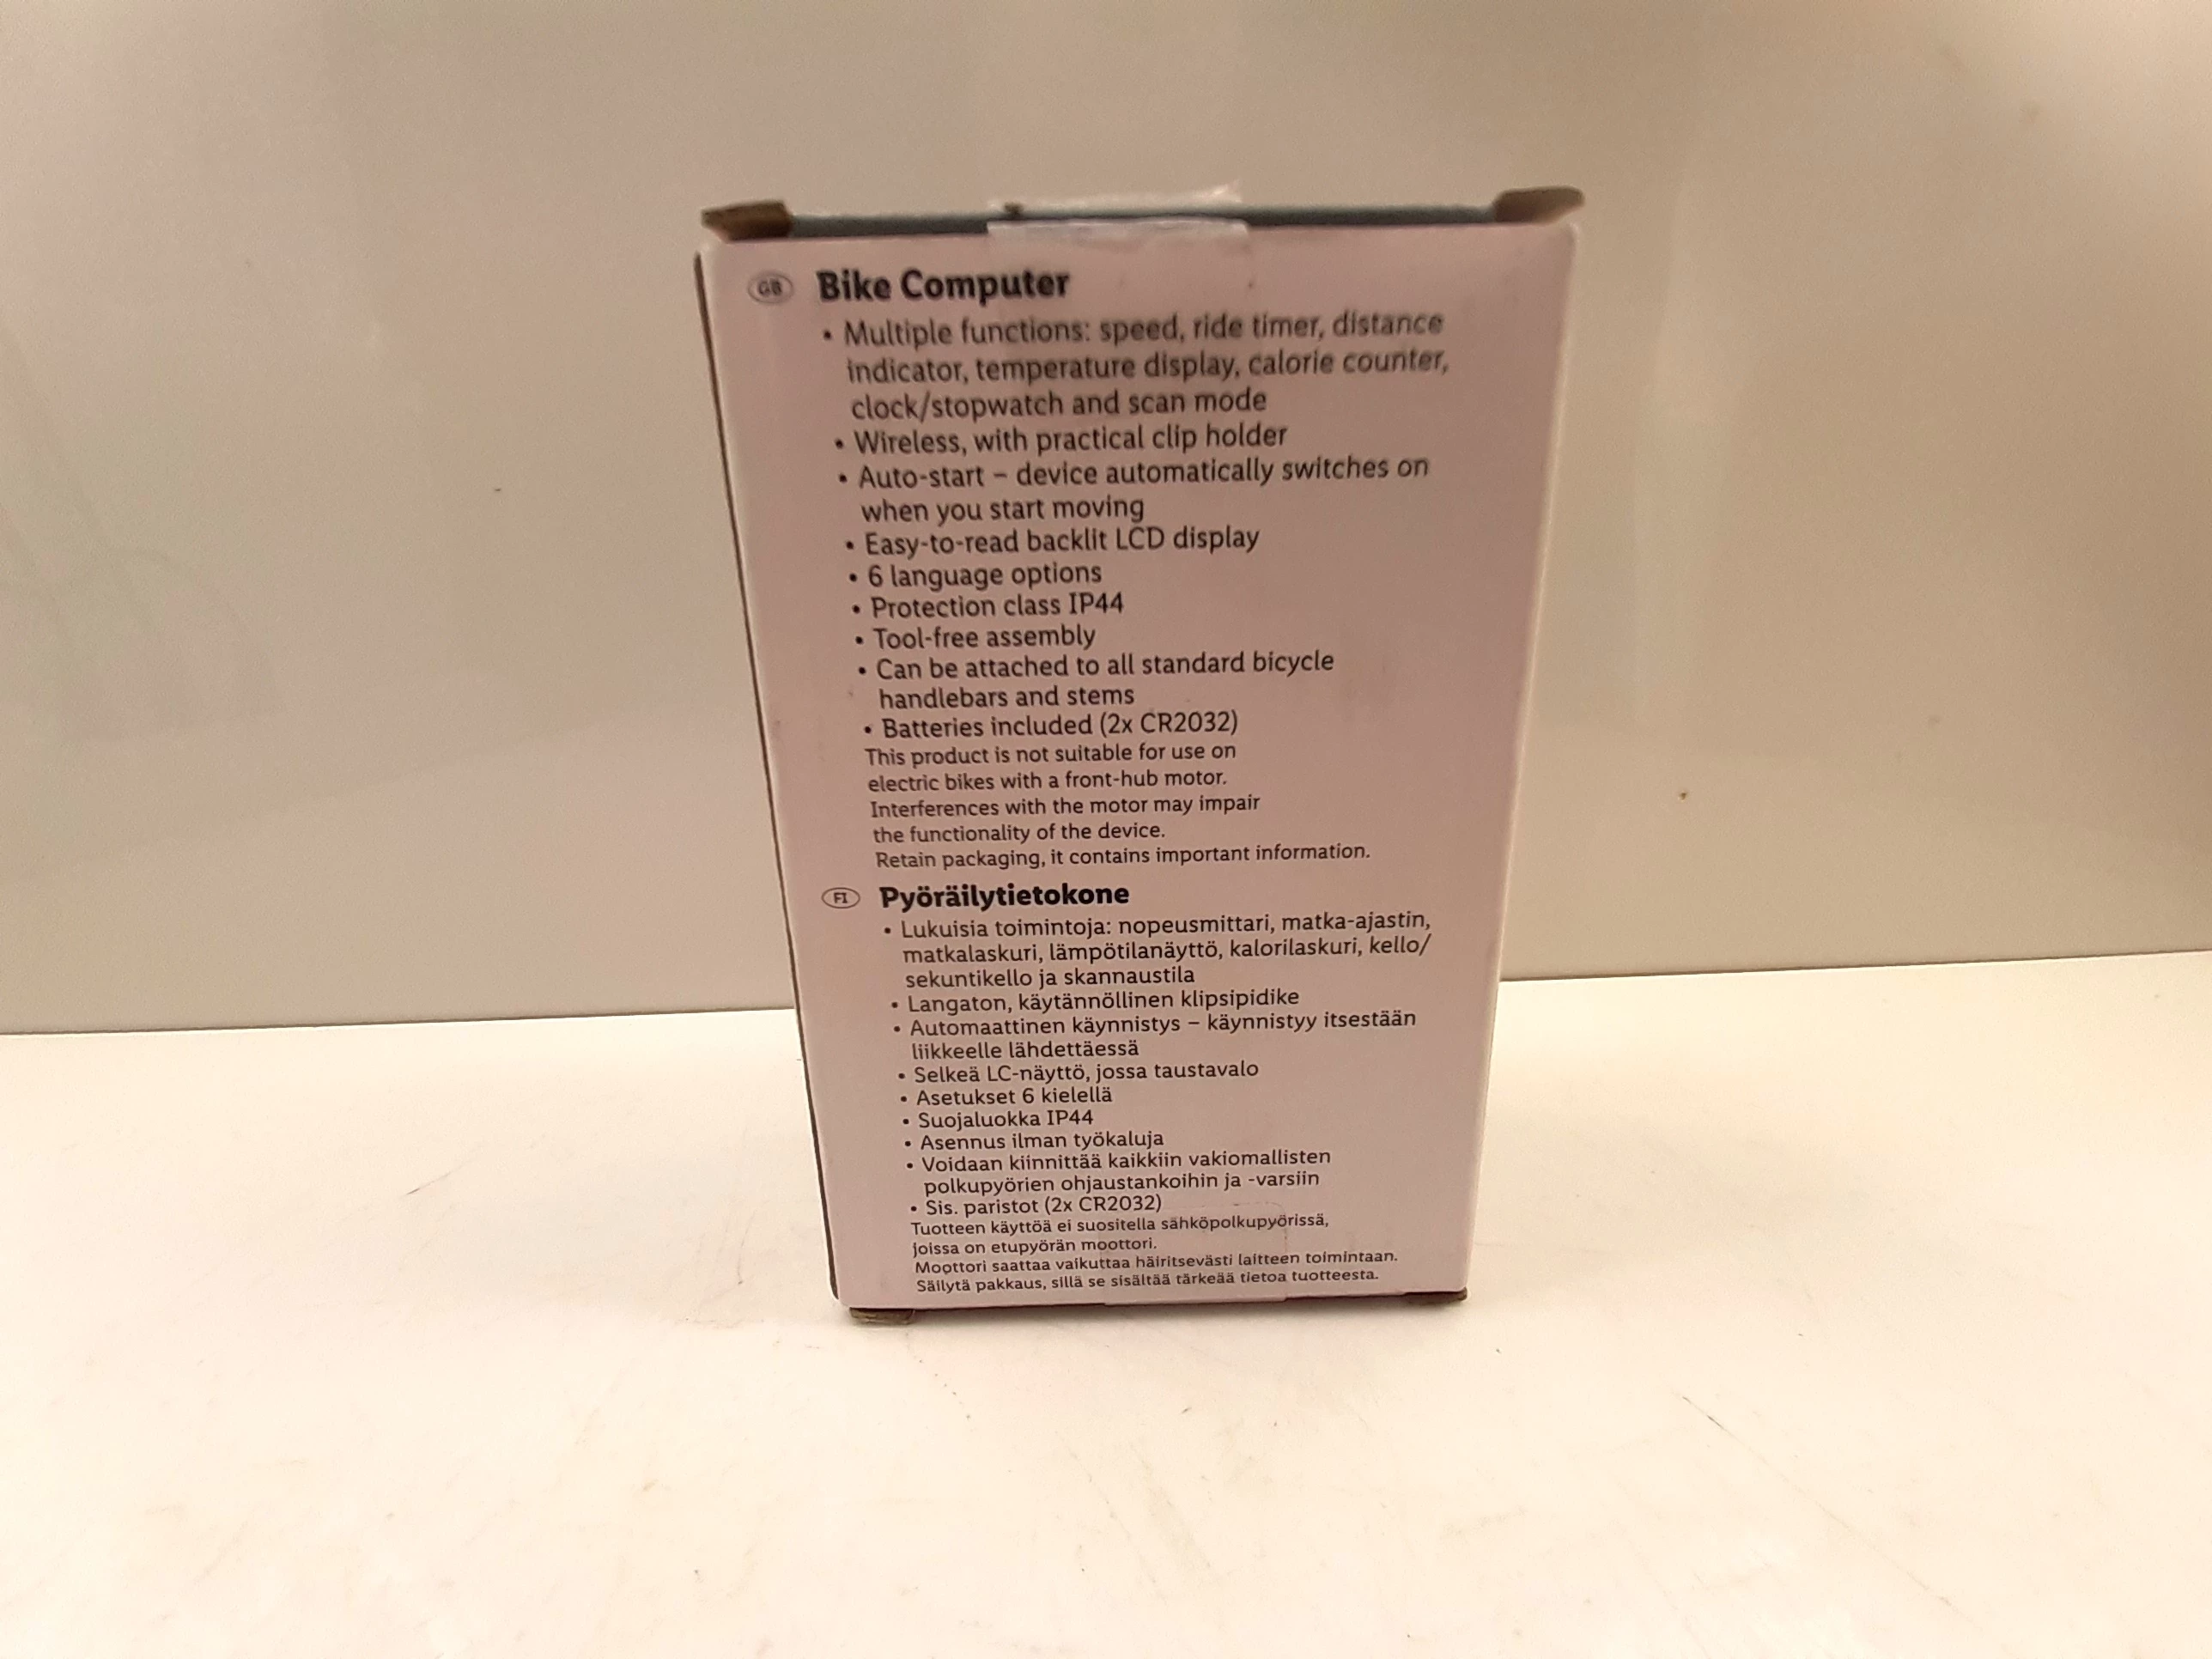 GB Bike Computer
• Multiple functions: speed, ride timer, distance
indicator, temperature display, calorie counter,
clock/stopwatch and scan mode
• Wireless, with practical clip holder
• Auto-start – device automatically switches on
when you start moving
• Easy-to-read backlit LCD display
• 6 language options
• Protection class IP44
• Tool-free assembly
• Can be attached to all standard bicycle
handlebars and stems
• Batteries included (2x CR2032)
This product is not suitable for use on
electric bikes with a front-hub motor.
Interferences with the motor may impair
the functionality of the device.
Retain packaging, it contains important information.
FI Pyöräilytietokone
• Lukuisia toimintoja: nopeusmittari, matka-ajastin,
matkalaskuri, lämpötilanäyttö, kalorilaskuri, kello/
sekuntikello ja skannaustila
• Langaton, käytännöllinen klipsipidike
• Automaattinen käynnistys – käynnistyy itsestään
liikkeelle lähdettäessä
• Selkeä LC-näyttö, jossa taustavalo
• Asetukset 6 kielellä
• Suojaluokka IP44
• Asennus ilman työkaluja
• Voidaan kiinnittää kaikkiin vakiomallisten
polkupyörien ohjaustankoihin ja -varsiin
• Sis. paristot (2x CR2032)
Tuotteen käyttöä ei suositella sähköpolkupyörissä,
joissa on etupyörän moottori.
Moottori saattaa vaikuttaa häiritsevästi laitteen toimintaan.
Säilytä pakkaus, sillä se sisältää tärkeää tietoa tuotteesta.